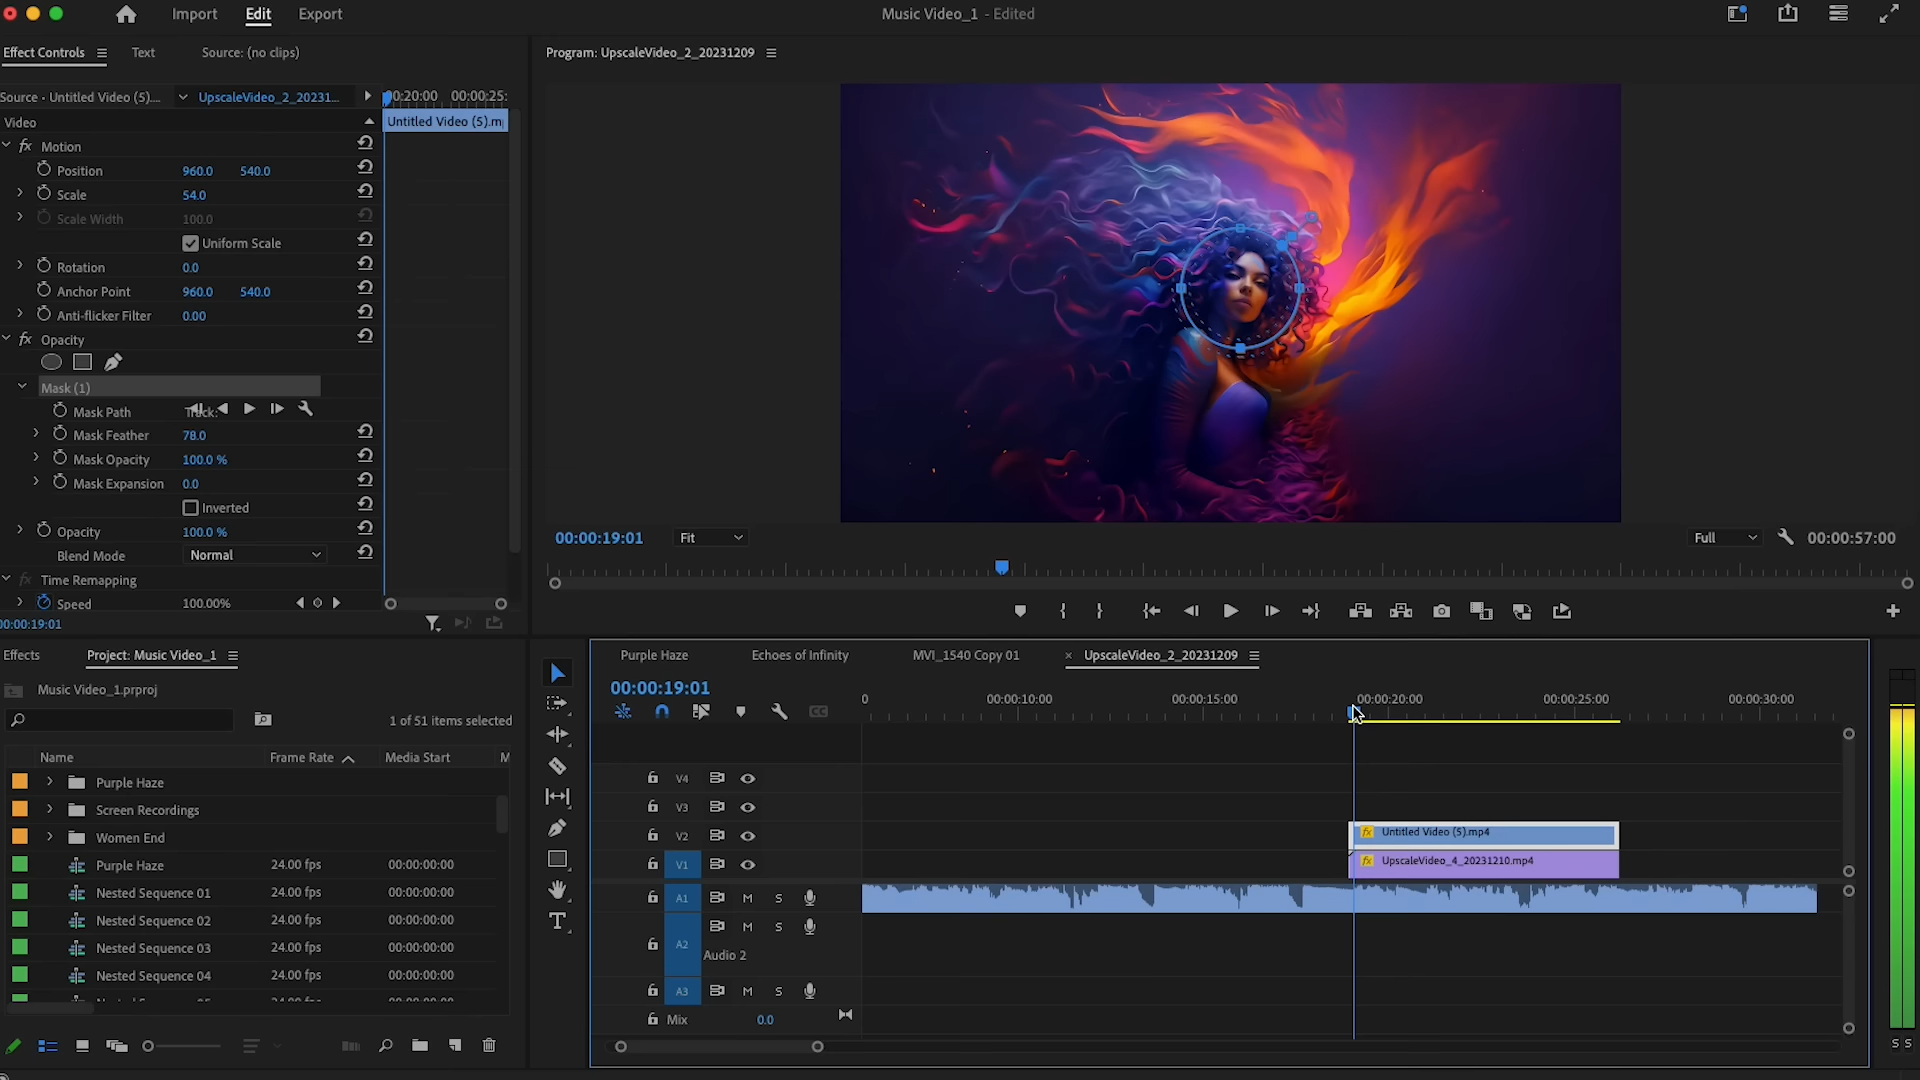 Import Edit Export Music Video_1 - Edited
Effect Controls Text Source: (no clips)
Program: UpscaleVideo_2_20231209
Source · Untitled Video (5).... UpscaleVideo_2_20231... 00:20:00 00:00:25:
Video
Untitled Video (5).m
fx Motion
Position 960.0 540.0
Scale 54.0
Scale Width 100.0
Uniform Scale
Rotation 0.0
Anchor Point 960.0 540.0
Anti-flicker Filter 0.00
fx Opacity
Mask (1)
Mask Path Track:
Mask Feather 78.0
Mask Opacity 100.0 %
Mask Expansion 0.0
Inverted
Opacity 100.0 %
Blend Mode Normal
fx Time Remapping
Speed 100.00%
00:00:19:01
00:00:19:01 Fit Full 00:00:57:00
Effects Project: Music Video_1
Music Video_1.prproj
1 of 51 items selected
Name Frame Rate Media Start M
Purple Haze
Screen Recordings
Women End
Purple Haze 24.00 fps 00:00:00:00
Nested Sequence 01 24.00 fps 00:00:00:00
Nested Sequence 02 24.00 fps 00:00:00:00
Nested Sequence 03 24.00 fps 00:00:00:00
Nested Sequence 04 24.00 fps 00:00:00:00
Purple Haze Echoes of Infinity MVI_1540 Copy 01 × UpscaleVideo_2_20231209
00:00:19:01
0 00:00:10:00 00:00:15:00 00:00:20:00 00:00:25:00 00:00:30:00
CC
V4
V3
V2 fx Untitled Video (5).mp4
V1 fx UpscaleVideo_4_20231210.mp4
A1 M S
A2 M S
Audio 2
A3 M S
Mix 0.0
S S